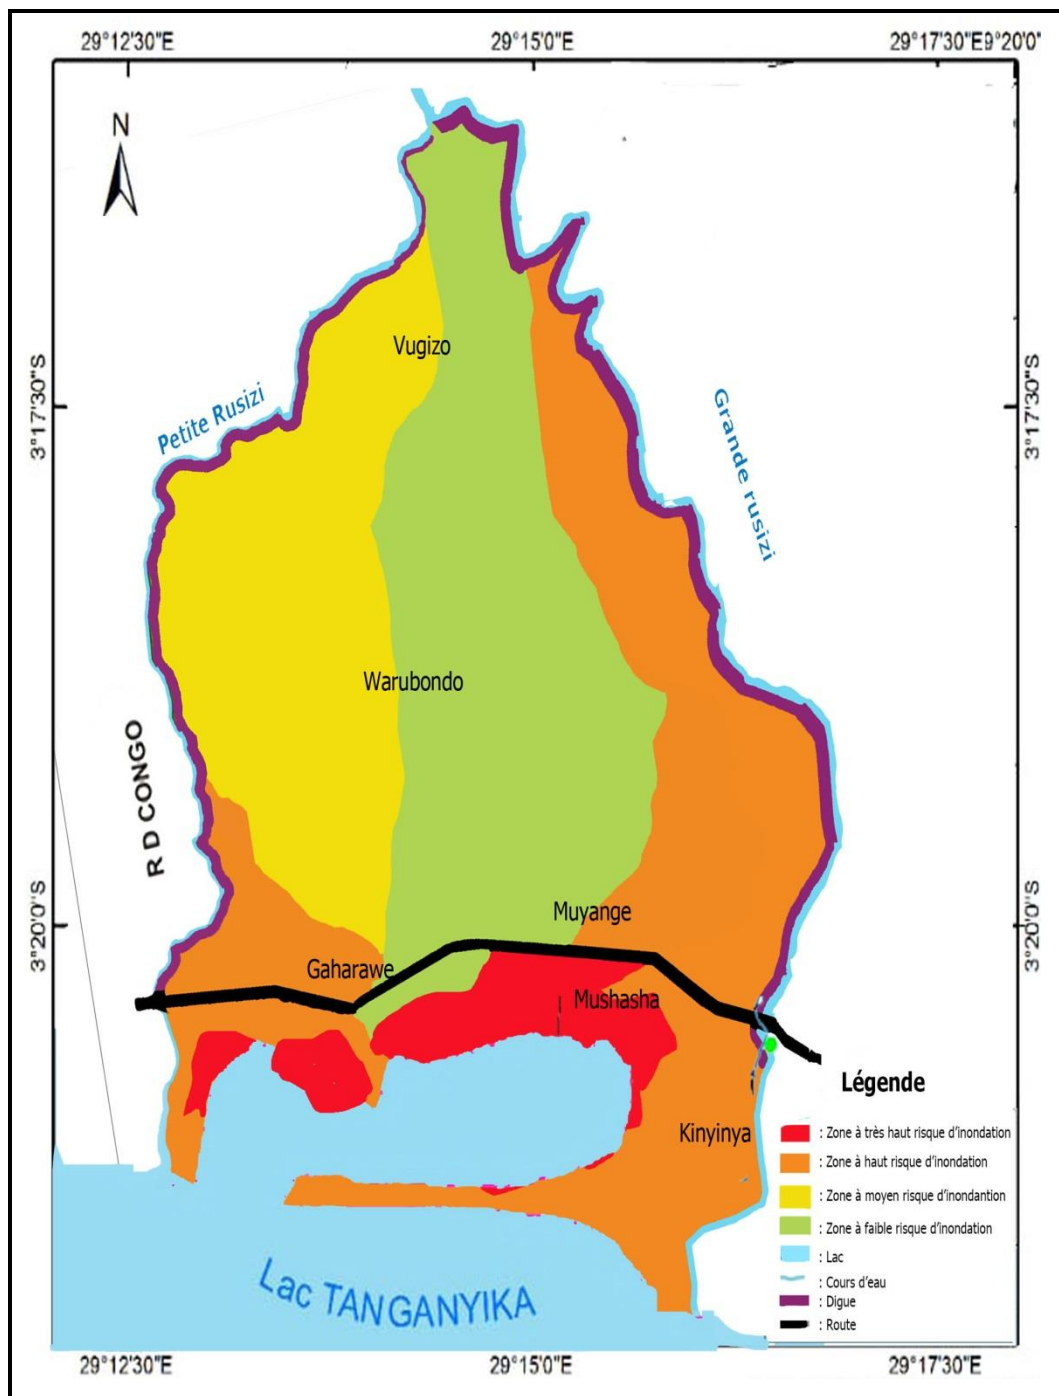 29°12'30"E 29°15'0"E 29°17'30"E9°20'0"
N
Vugizo
3°17'30"S 3°17'30"S
Petite Rusizi
Grande rusizi
Warubondo
R D CONGO
3°20'0"S 3°20'0"S
Muyange
Gaharawe
Mushasha
Kinyinya
Légende
: Zone à très haut risque d'inondation
: Zone à haut risque d'inondation
: Zone à moyen risque d'inondantion
: Zone à faible risque d'inondation
: Lac
: Cours d'eau
: Digue
: Route
Lac TANGANYIKA
29°12'30"E 29°15'0"E 29°17'30"E